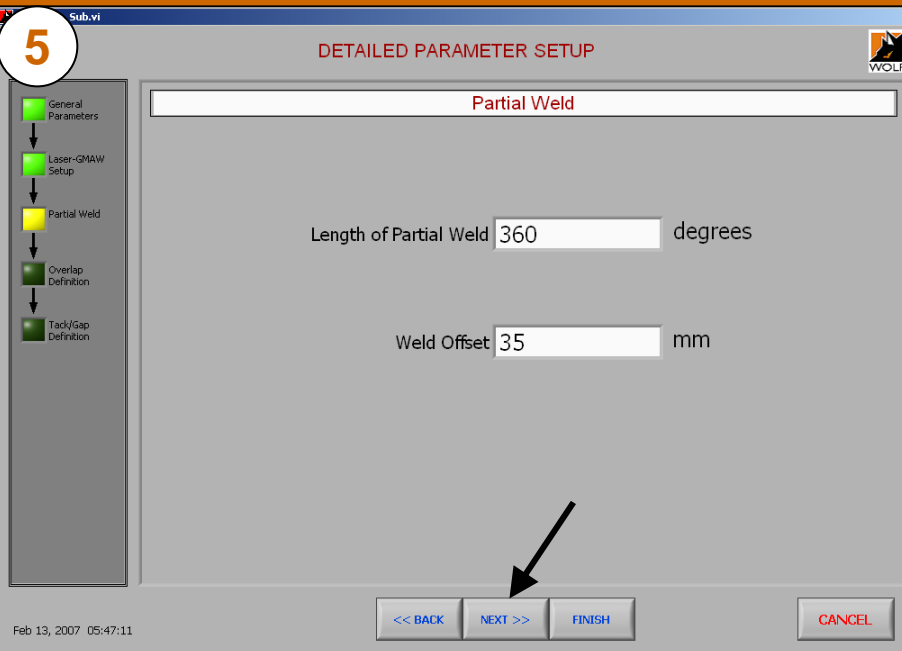 Sub.vi
5
DETAILED PARAMETER SETUP
General
Parameters
Laser-GMAW
Setup
Partial Weld
Overlap
Definition
Tack/Gap
Definition
Partial Weld
Length of Partial Weld 360 degrees
Weld Offset 35 mm
Feb 13, 2007 05:47:11
<< BACK NEXT >> FINISH CANCEL